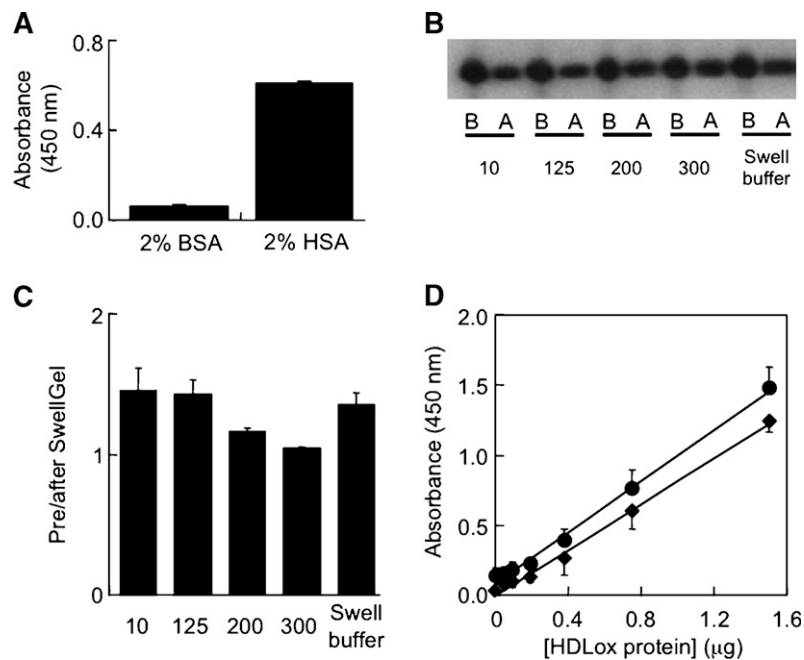 A
Absorbance
(450 nm)
0.8
0.4
0.0
2% BSA
2% HSA
B
B A B A B A B A B A
10 125 200 300 Swell
buffer
C
Pre/after SwellGel
2
1
0
10 125 200 300 Swell
buffer
D
Absorbance (450 nm)
2.0
1.5
1.0
0.5
0.0
0 0.4 0.8 1.2 1.6
[HDLox protein] (μg)